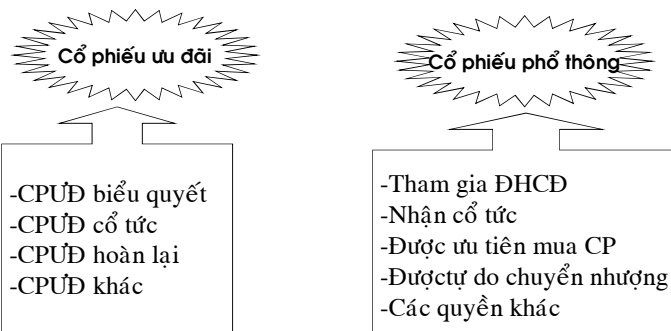 Cổ phiếu ưu đãi
-CPƯĐ biểu quyết
-CPƯĐ cổ tức
-CPƯĐ hoàn lại
-CPƯĐ khác
Cổ phiếu phổ thông
-Tham gia ĐHCĐ
-Nhận cổ tức
-Được ưu tiên mua CP
-Đượctự do chuyển nhượng
-Các quyền khác